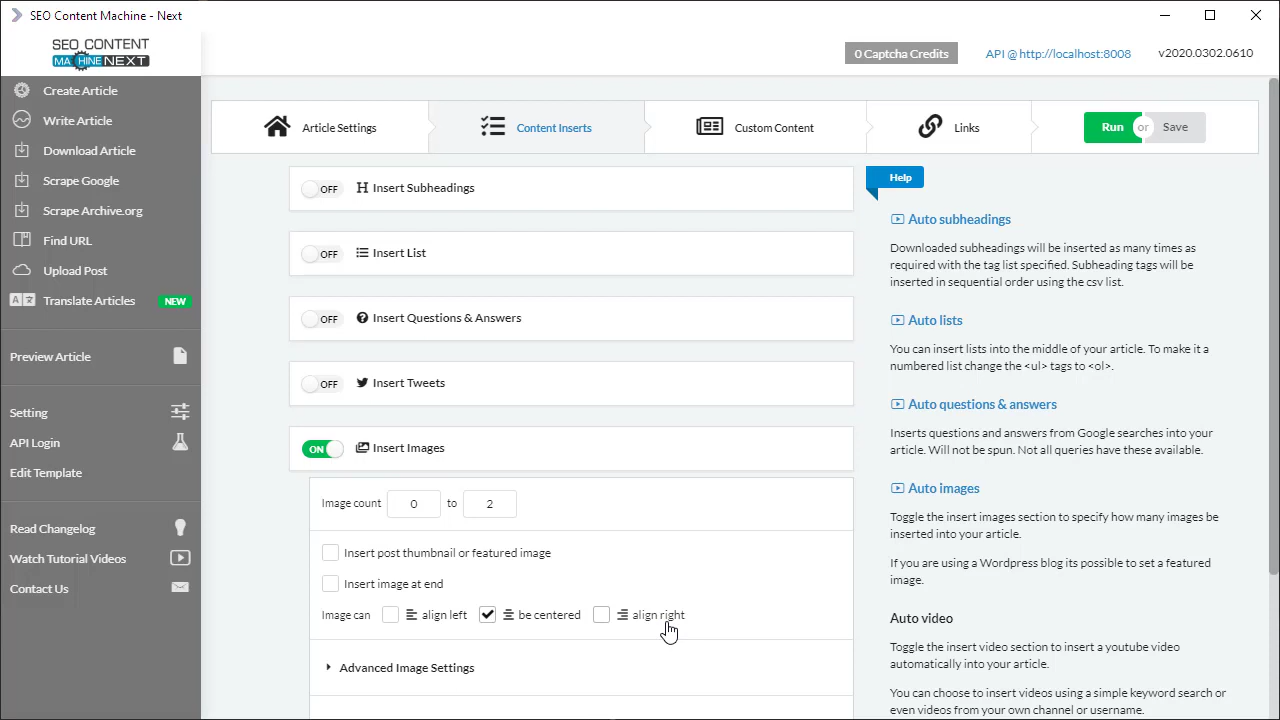 SEO Content Machine - Next
SEO CONTENT
MACHINE NEXT
0 Captcha Credits
API @ http://localhost:8008
v2020.0302.0610
Create Article
Write Article
Download Article
Scrape Google
Scrape Archive.org
Find URL
Upload Post
Translate Articles NEW
Preview Article
Setting
API Login
Edit Template
Read Changelog
Watch Tutorial Videos
Contact Us
Article Settings
Content Inserts
Custom Content
Links
Run or Save
OFF Insert Subheadings
OFF Insert List
OFF Insert Questions & Answers
OFF Insert Tweets
ON Insert Images
Image count 0 to 2
Insert post thumbnail or featured image
Insert image at end
Image can align left be centered align right
Advanced Image Settings
Help
Auto subheadings
Downloaded subheadings will be inserted as many times as
required with the tag list specified. Subheading tags will be
inserted in sequential order using the csv list.
Auto lists
You can insert lists into the middle of your article. To make it a
numbered list change the <ul> tags to <ol>.
Auto questions & answers
Inserts questions and answers from Google searches into your
article. Will not be spun. Not all queries have these available.
Auto images
Toggle the insert images section to specify how many images be
inserted into your article.
If you are using a Wordpress blog its possible to set a featured
image.
Auto video
Toggle the insert video section to insert a youtube video
automatically into your article.
You can choose to insert videos using a simple keyword search or
even videos from your own channel or username.